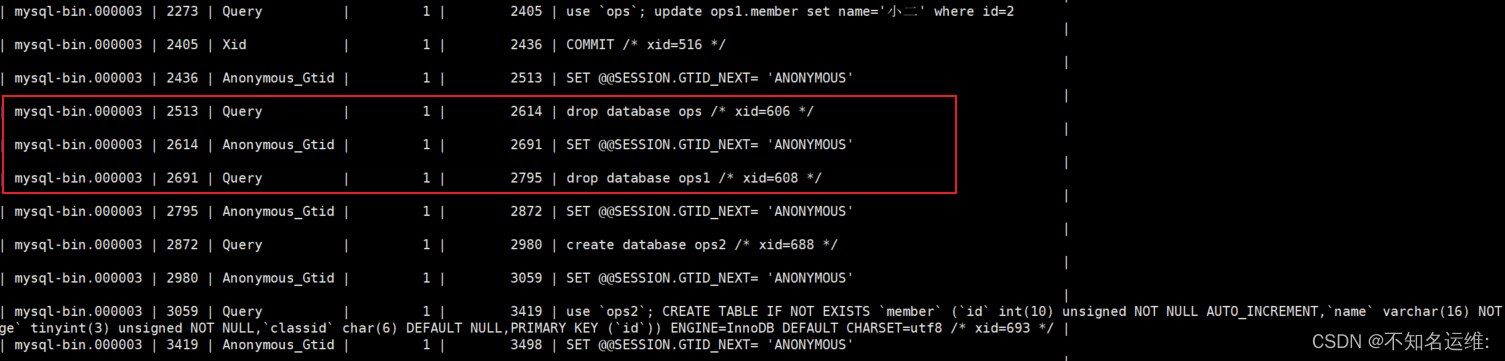 | mysql-bin.000003 | 2273 | Query | 1 | 2405 | use `ops`; update ops1.member set name='小二' where id=2
|
| mysql-bin.000003 | 2405 | Xid | 1 | 2436 | COMMIT /* xid=516 */
|
| mysql-bin.000003 | 2436 | Anonymous_Gtid | 1 | 2513 | SET @@SESSION.GTID_NEXT= 'ANONYMOUS'
|
| mysql-bin.000003 | 2513 | Query | 1 | 2614 | drop database ops /* xid=606 */
|
| mysql-bin.000003 | 2614 | Anonymous_Gtid | 1 | 2691 | SET @@SESSION.GTID_NEXT= 'ANONYMOUS'
|
| mysql-bin.000003 | 2691 | Query | 1 | 2795 | drop database ops1 /* xid=608 */
|
| mysql-bin.000003 | 2795 | Anonymous_Gtid | 1 | 2872 | SET @@SESSION.GTID_NEXT= 'ANONYMOUS'
|
| mysql-bin.000003 | 2872 | Query | 1 | 2980 | create database ops2 /* xid=688 */
|
| mysql-bin.000003 | 2980 | Anonymous_Gtid | 1 | 3059 | SET @@SESSION.GTID_NEXT= 'ANONYMOUS'
|
| mysql-bin.000003 | 3059 | Query | 1 | 3419 | use `ops2`; CREATE TABLE IF NOT EXISTS `member` (`id` int(10) unsigned NOT NULL AUTO_INCREMENT,`name` varchar(16) NOT
ge` tinyint(3) unsigned NOT NULL,`classid` char(6) DEFAULT NULL,PRIMARY KEY (`id`)) ENGINE=InnoDB DEFAULT CHARSET=utf8 /* xid=693 */ |
| mysql-bin.000003 | 3419 | Anonymous_Gtid | 1 | 3498 | SET @@SESSION.GTID_NEXT= 'ANONYMOUS'
CSDN @不知名运维: